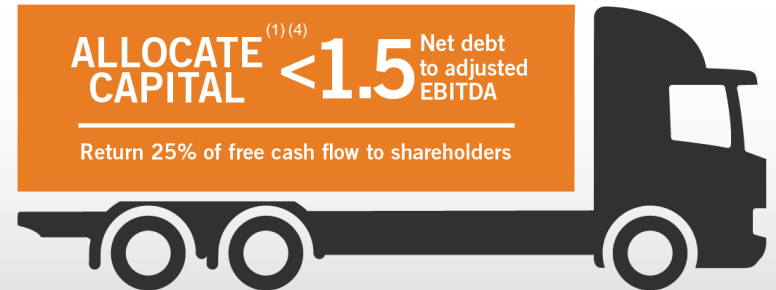 ALLOCATE CAPITAL (1) (4)
<1.5
Net debt
to adjusted
EBITDA
Return 25% of free cash flow to shareholders